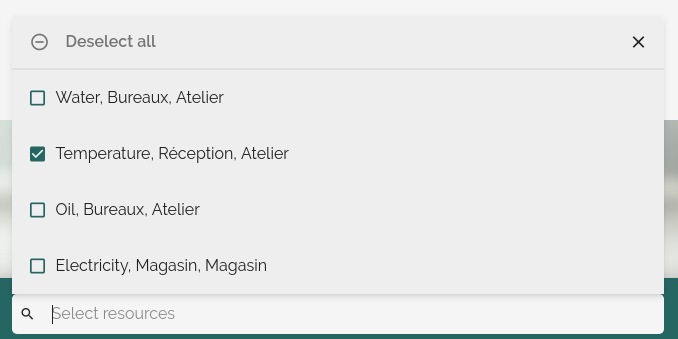 Deselect all
Water, Bureaux, Atelier
Temperature, Réception, Atelier
Oil, Bureaux, Atelier
Electricity, Magasin, Magasin
Select resources